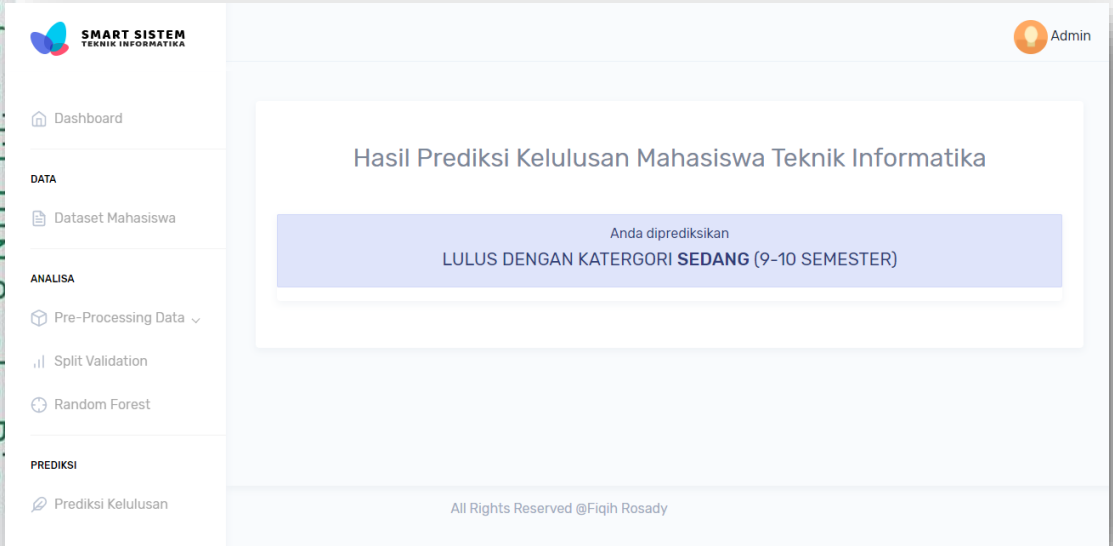 SMART SISTEM
TEKNIK INFORMATIKA
Admin
Dashboard
DATA
Dataset Mahasiswa
ANALISA
Pre-Processing Data
Split Validation
Random Forest
PREDIKSI
Prediksi Kelulusan
Hasil Prediksi Kelulusan Mahasiswa Teknik Informatika
Anda diprediksikan
LULUS DENGAN KATERGORI SEDANG (9-10 SEMESTER)
All Rights Reserved @Fiqih Rosady